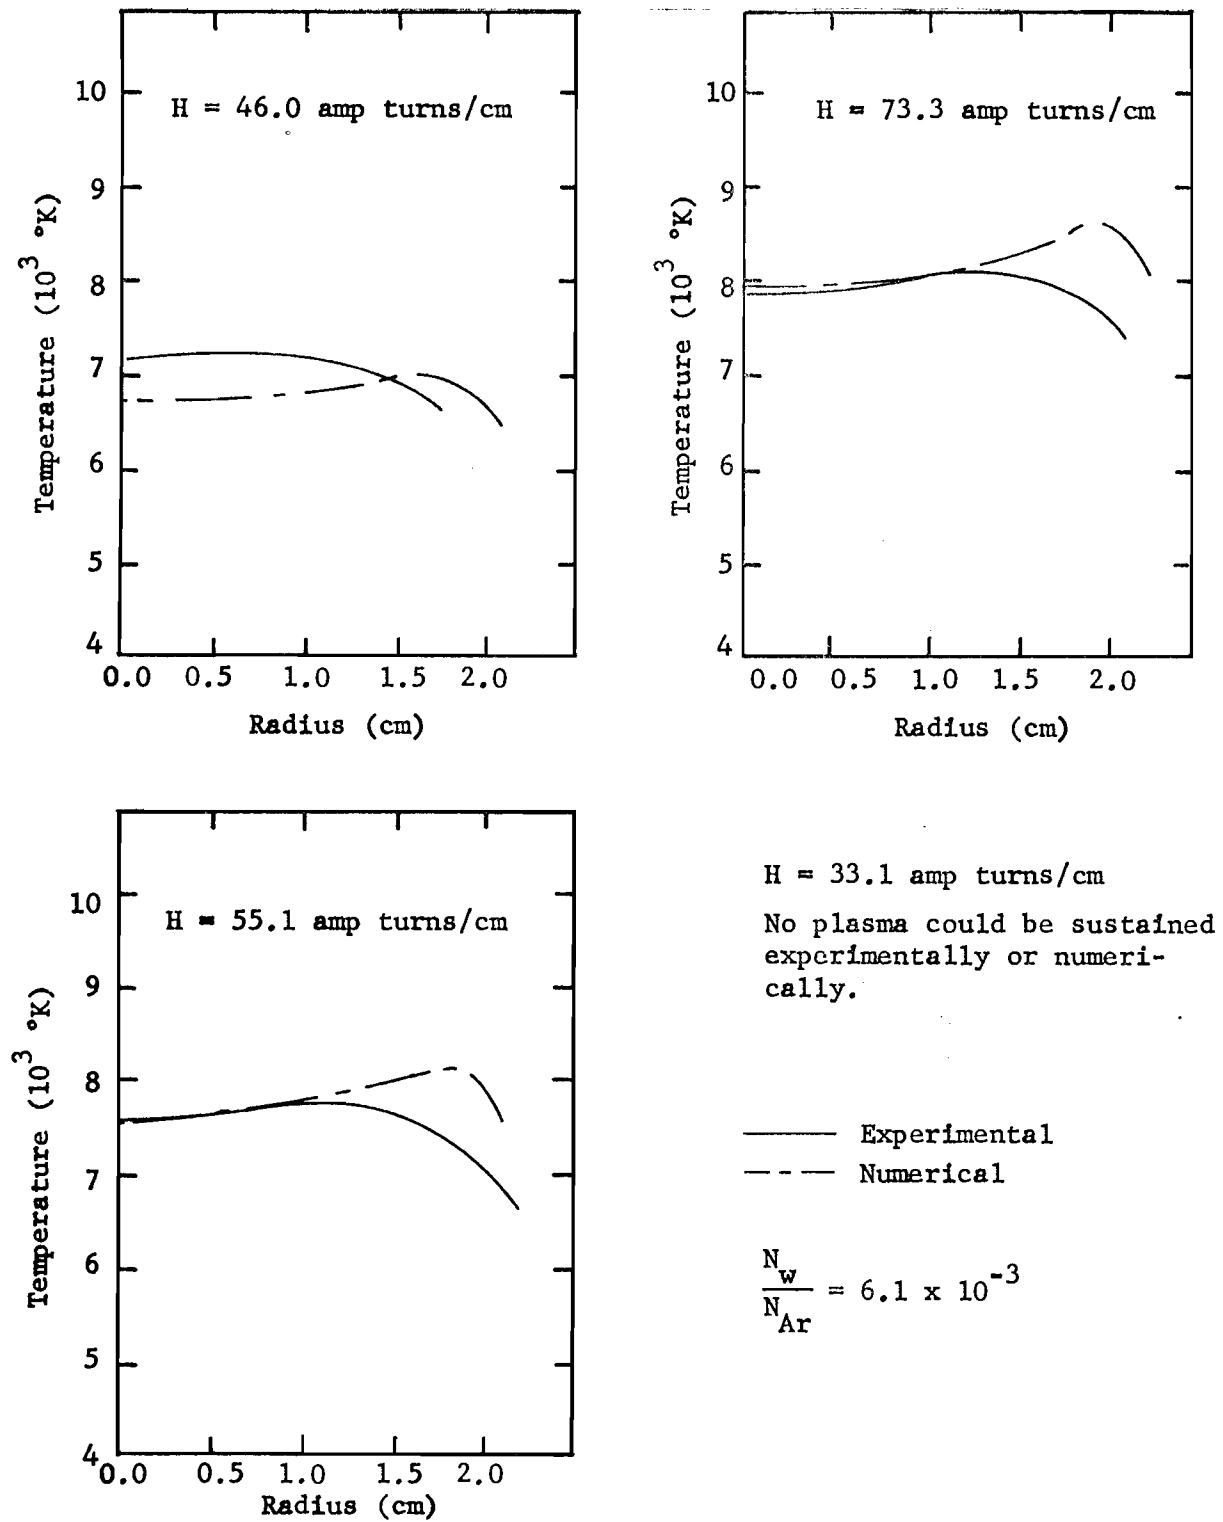 H = 46.0 amp turns/cm
Temperature (10³ °K)
10
9
8
7
6
5
4
0.0 0.5 1.0 1.5 2.0
Radius (cm)
H = 73.3 amp turns/cm
Temperature (10³ °K)
10
9
8
7
6
5
4
0.0 0.5 1.0 1.5 2.0
Radius (cm)
H = 55.1 amp turns/cm
Temperature (10³ °K)
10
9
8
7
6
5
4
0.0 0.5 1.0 1.5 2.0
Radius (cm)
H = 33.1 amp turns/cm
No plasma could be sustained
experimentally or numeri-
cally.
Experimental
Numerical
N_w / N_Ar = 6.1 x 10⁻³